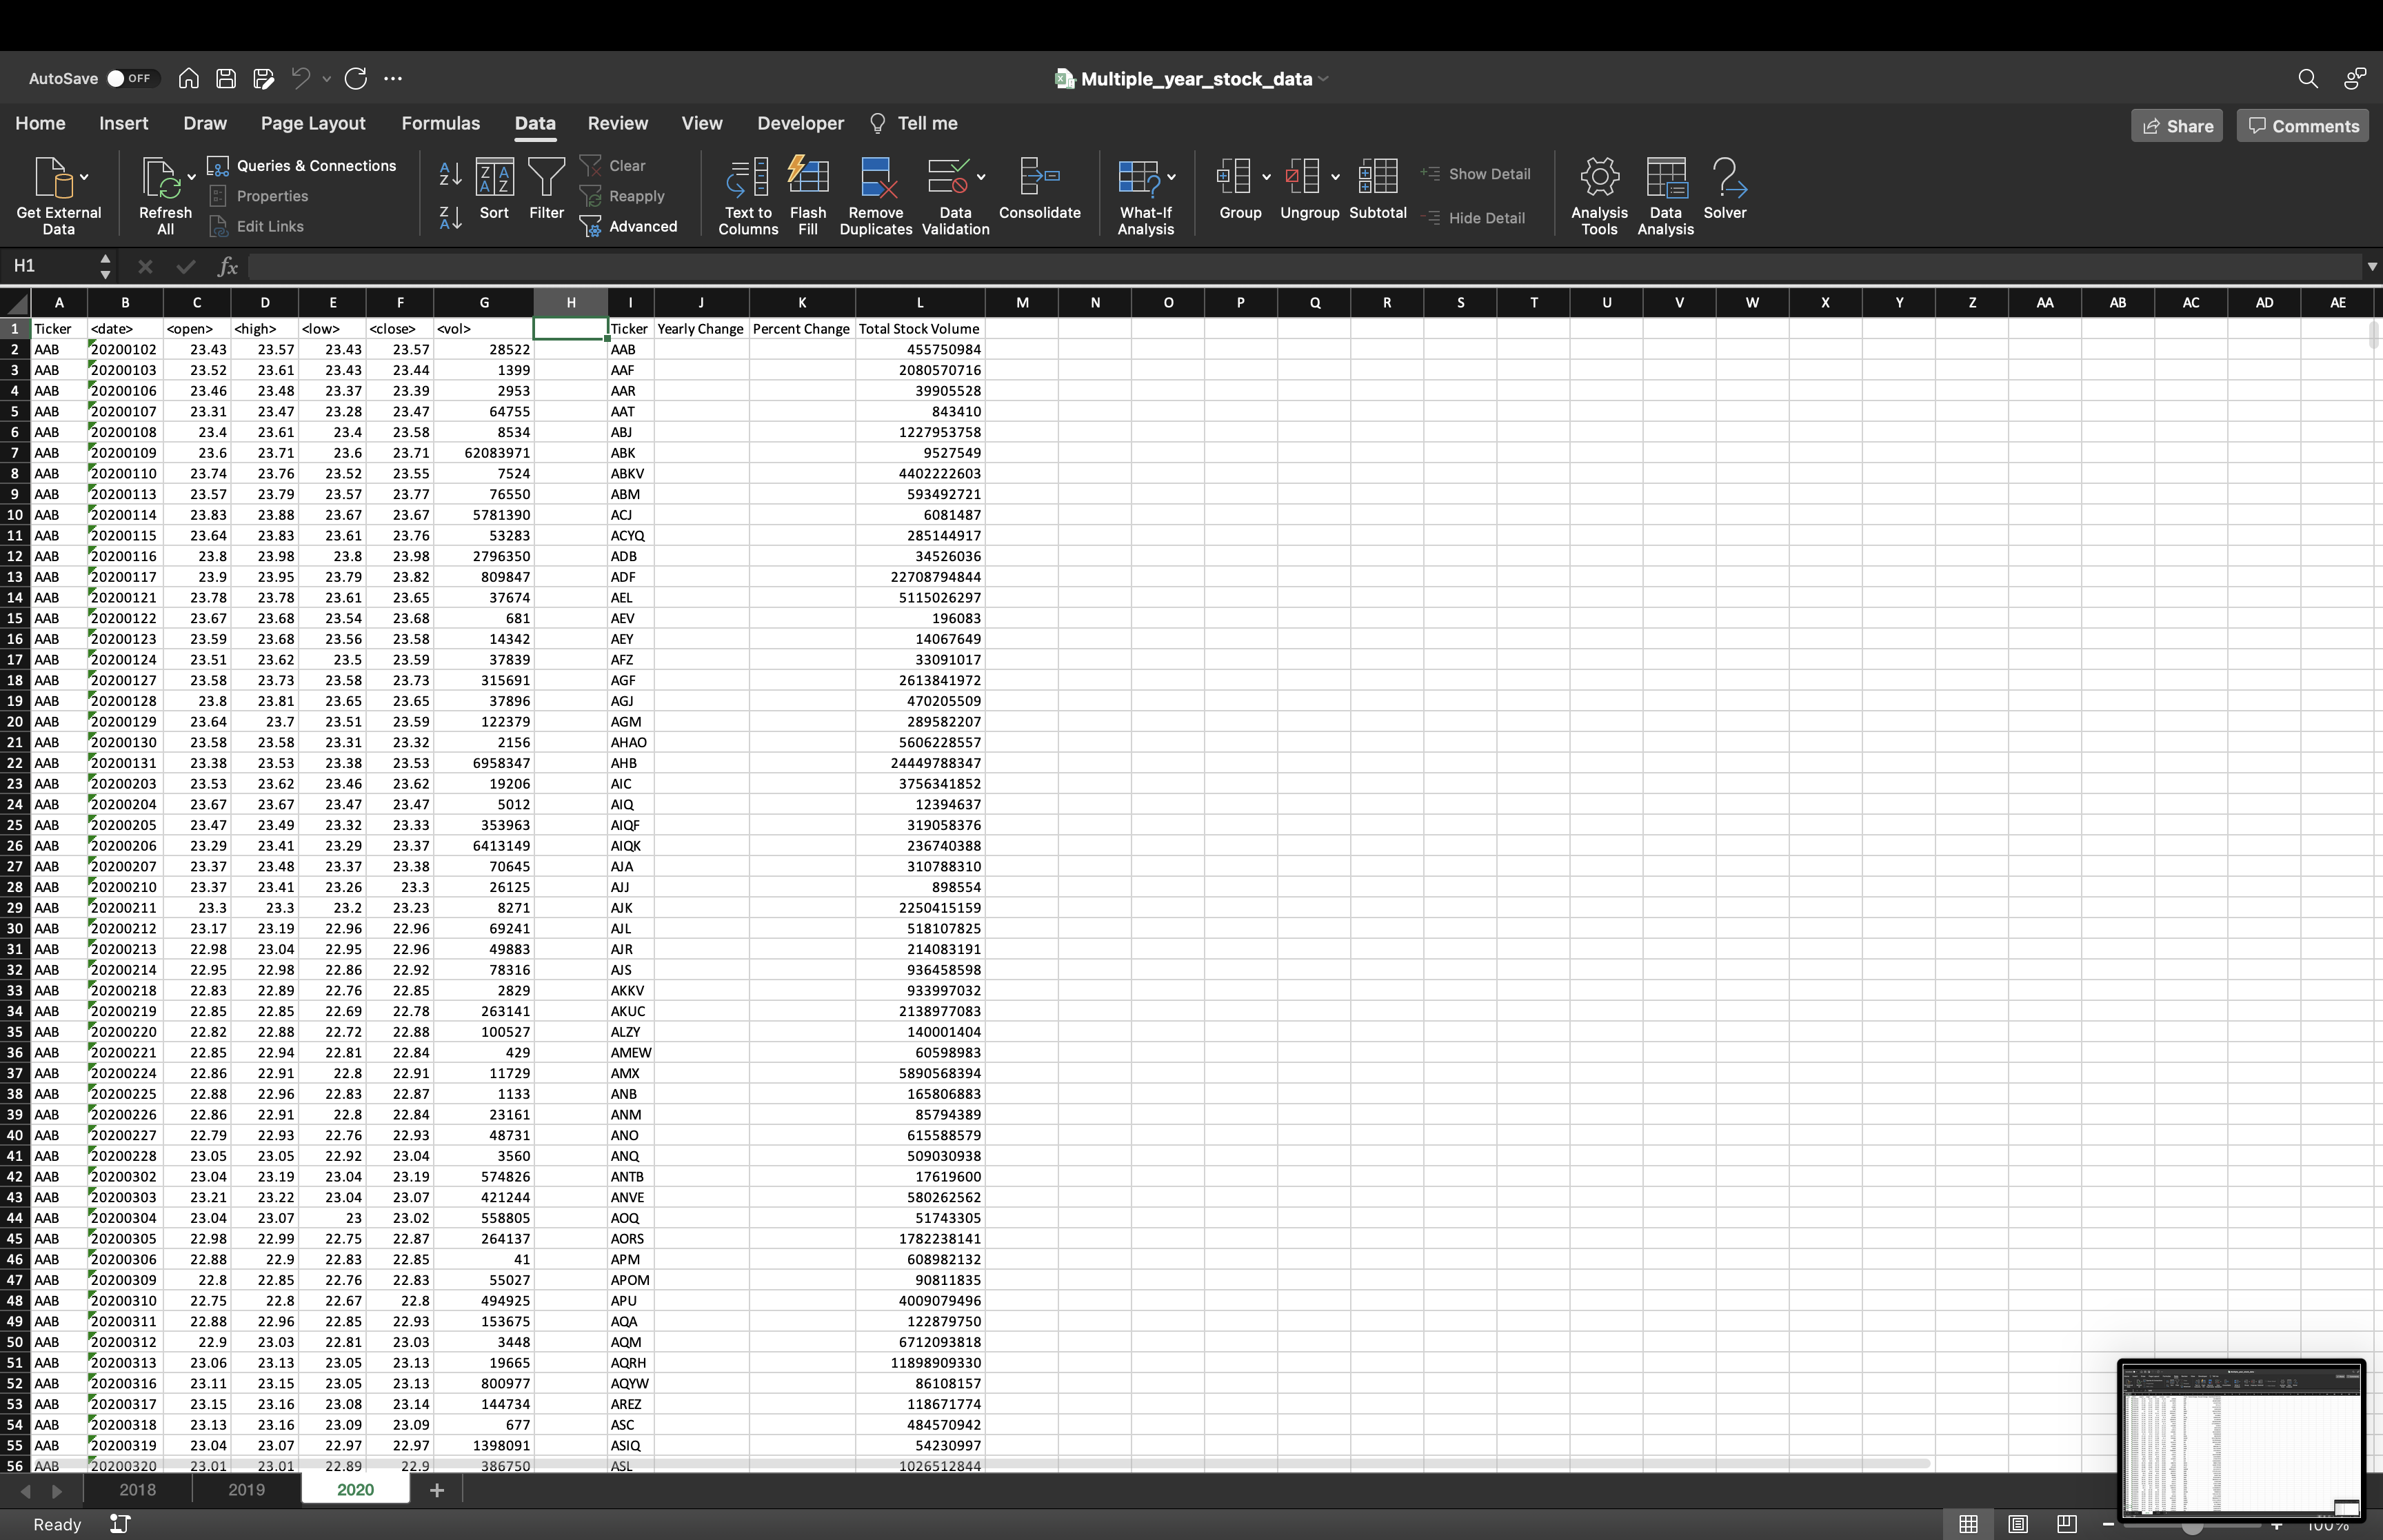 AutoSave OFF Multiple_year_stock_data
Home Insert Draw Page Layout Formulas Data Review View Developer Tell me Share Comments
Get External Data Refresh All Queries & Connections Properties Edit Links Sort Filter Clear Reapply Advanced Text to Columns Flash Fill Remove Duplicates Data Validation Consolidate What-If Analysis Group Ungroup Subtotal Show Detail Hide Detail Analysis Tools Data Analysis Solver
H1 fx
A B C D E F G H I J K L M N O P Q R S T U V W X Y Z AA AB AC AD AE
1 Ticker <date> <open> <high> <low> <close> <vol> Ticker Yearly Change Percent Change Total Stock Volume
2 AAB 20200102 23.43 23.57 23.43 23.57 28522 AAB 455750984
3 AAB 20200103 23.52 23.61 23.43 23.44 1399 AAF 2080570716
4 AAB 20200106 23.46 23.48 23.37 23.39 2953 AAR 39905528
5 AAB 20200107 23.31 23.47 23.28 23.47 64755 AAT 843410
6 AAB 20200108 23.4 23.61 23.4 23.58 8534 ABJ 1227953758
7 AAB 20200109 23.6 23.71 23.6 23.71 62083971 ABK 9527549
8 AAB 20200110 23.74 23.76 23.52 23.55 7524 ABKV 4402222603
9 AAB 20200113 23.57 23.79 23.57 23.77 76550 ABM 593492721
10 AAB 20200114 23.83 23.88 23.67 23.67 5781390 ACJ 6081487
11 AAB 20200115 23.64 23.83 23.61 23.76 53283 ACYQ 285144917
12 AAB 20200116 23.8 23.98 23.8 23.98 2796350 ADB 34526036
13 AAB 20200117 23.9 23.95 23.79 23.82 809847 ADF 22708794844
14 AAB 20200121 23.78 23.78 23.61 23.65 37674 AEL 5115026297
15 AAB 20200122 23.67 23.68 23.54 23.68 681 AEV 196083
16 AAB 20200123 23.59 23.68 23.56 23.58 14342 AEY 14067649
17 AAB 20200124 23.51 23.62 23.5 23.59 37839 AFZ 33091017
18 AAB 20200127 23.58 23.73 23.58 23.73 315691 AGF 2613841972
19 AAB 20200128 23.8 23.81 23.65 23.65 37896 AGJ 470205509
20 AAB 20200129 23.64 23.7 23.51 23.59 122379 AGM 289582207
21 AAB 20200130 23.58 23.58 23.31 23.32 2156 AHAO 5606228557
22 AAB 20200131 23.38 23.53 23.38 23.53 6958347 AHB 24449788347
23 AAB 20200203 23.53 23.62 23.46 23.62 19206 AIC 3756341852
24 AAB 20200204 23.67 23.67 23.47 23.47 5012 AIQ 12394637
25 AAB 20200205 23.47 23.49 23.32 23.33 353963 AIQF 319058376
26 AAB 20200206 23.29 23.41 23.29 23.37 6413149 AIQK 236740388
27 AAB 20200207 23.37 23.48 23.37 23.38 70645 AJA 310788310
28 AAB 20200210 23.37 23.41 23.26 23.3 26125 AJJ 898554
29 AAB 20200211 23.3 23.3 23.2 23.23 8271 AJK 2250415159
30 AAB 20200212 23.17 23.19 22.96 22.96 69241 AJL 518107825
31 AAB 20200213 22.98 23.04 22.95 22.96 49883 AJR 214083191
32 AAB 20200214 22.95 22.98 22.86 22.92 78316 AJS 936458598
33 AAB 20200218 22.83 22.89 22.76 22.85 2829 AKKV 933997032
34 AAB 20200219 22.85 22.85 22.69 22.78 263141 AKUC 2138977083
35 AAB 20200220 22.82 22.88 22.72 22.88 100527 ALZY 140001404
36 AAB 20200221 22.85 22.94 22.81 22.84 429 AMEW 60598983
37 AAB 20200224 22.86 22.91 22.8 22.91 11729 AMX 5890568394
38 AAB 20200225 22.88 22.96 22.83 22.87 1133 ANB 165806883
39 AAB 20200226 22.86 22.91 22.8 22.84 23161 ANM 85794389
40 AAB 20200227 22.79 22.93 22.76 22.93 48731 ANO 615588579
41 AAB 20200228 23.05 23.05 22.92 23.04 3560 ANQ 509030938
42 AAB 20200302 23.04 23.19 23.04 23.19 574826 ANTB 17619600
43 AAB 20200303 23.21 23.22 23.04 23.07 421244 ANVE 580262562
44 AAB 20200304 23.04 23.07 23 23.02 558805 AOQ 51743305
45 AAB 20200305 22.98 22.99 22.75 22.87 264137 AORS 1782238141
46 AAB 20200306 22.88 22.9 22.83 22.85 41 APM 608982132
47 AAB 20200309 22.8 22.85 22.76 22.83 55027 APOM 90811835
48 AAB 20200310 22.75 22.8 22.67 22.8 494925 APU 4009079496
49 AAB 20200311 22.88 22.96 22.85 22.93 153675 AQA 122879750
50 AAB 20200312 22.9 23.03 22.81 23.03 3448 AQM 6712093818
51 AAB 20200313 23.06 23.13 23.05 23.13 19665 AQRH 11898909330
52 AAB 20200316 23.11 23.15 23.05 23.13 800977 AQYW 86108157
53 AAB 20200317 23.15 23.16 23.08 23.14 144734 AREZ 118671774
54 AAB 20200318 23.13 23.16 23.09 23.09 677 ASC 484570942
55 AAB 20200319 23.04 23.07 22.97 22.97 1398091 ASIQ 54230997
56 AAB 20200320 23.01 23.01 22.89 22.9 386750 ASL 1026512844
2018 2019 2020
Ready 100%